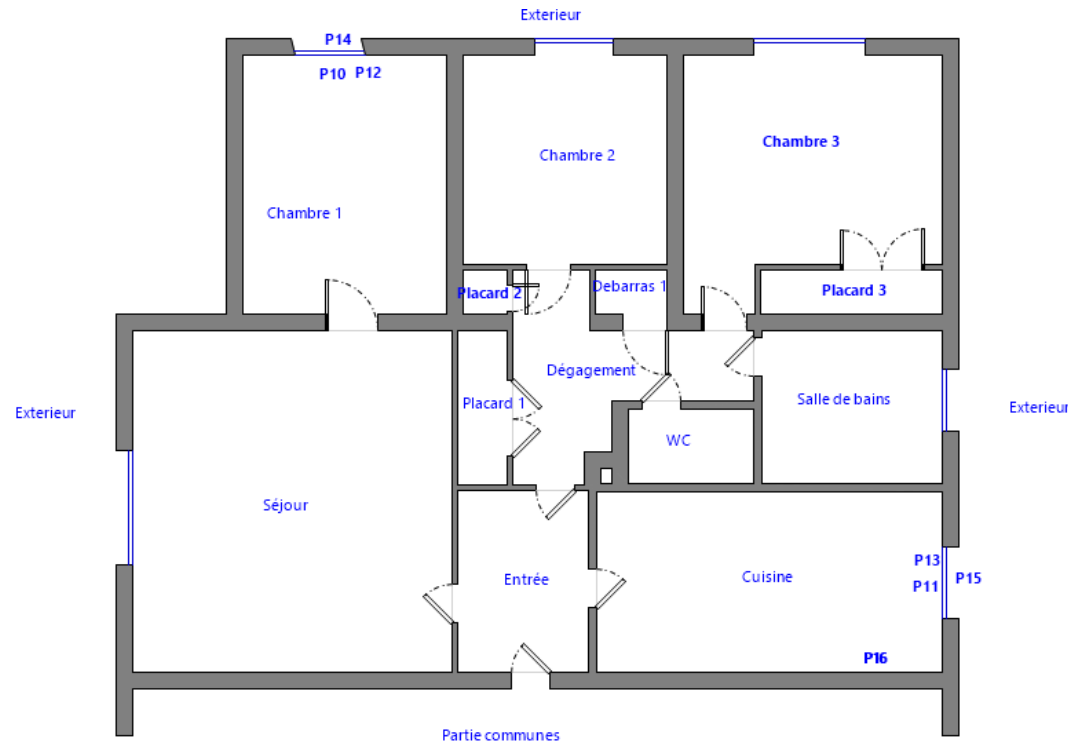 Exterieur
P14
P10 P12
Chambre 3
Chambre 2
Chambre 1
Placard 2
Debarras 1
Placard 3
Dégagement
Placard 1
Salle de bains
Exterieur
Exterieur
WC
Séjour
P13
Entrée
Cuisine
P15
P11
P16
Partie communes